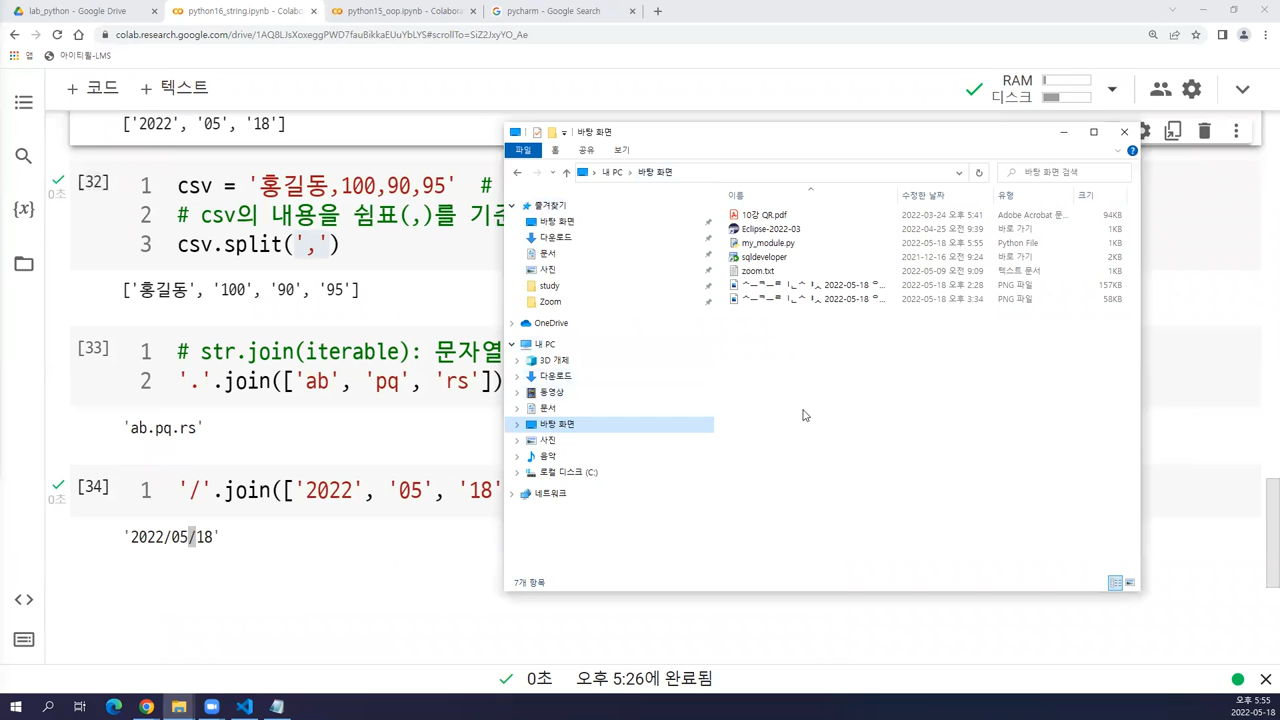 lab_python - Google Drive
python16_string.ipynb - Colabo
python15_oop.ipynb - Colabora
pycharm - Google Search
colab.research.google.com/drive/1AQ8LJsXoxeggPWD7fauBikkaEUuYbLYS#scrollTo=SiZ2JxyYO_Ae
앱
아이티윌-LMS
+ 코드
+ 텍스트
RAM
디스크
['2022', '05', '18']
[32]
0초
1 csv = '홍길동,100,90,95' #
2 # csv의 내용을 쉼표(,)를 기준
3 csv.split(',')
['홍길동', '100', '90', '95']
[33]
1 # str.join(iterable): 문자열
2 '.'.join(['ab', 'pq', 'rs'])
'ab.pq.rs'
[34]
0초
1 '/'.join(['2022', '05', '18'
'2022/05/18'
바탕 화면
파일
홈
공유
보기
내 PC > 바탕 화면
바탕 화면 검색
즐겨찾기
바탕 화면
다운로드
문서
사진
study
Zoom
OneDrive
내 PC
3D 개체
다운로드
동영상
문서
바탕 화면
사진
음악
로컬 디스크 (C:)
네트워크
이름 수정한 날짜 유형 크기
10강 QR.pdf 2022-03-24 오후 5:41 Adobe Acrobat 문... 94KB
Eclipse-2022-03 2022-04-25 오전 9:39 바로 가기 1KB
my_module.py 2022-05-18 오후 5:55 Python File 1KB
sqldeveloper 2021-12-16 오전 9:24 바로 가기 2KB
zoom.txt 2022-05-09 오전 9:09 텍스트 문서 1KB
2022-05-18 2022-05-18 오후 2:28 PNG 파일 157KB
2022-05-18 2022-05-18 오후 3:34 PNG 파일 58KB
7개 항목
0초 오후 5:26에 완료됨
오후 5:55
2022-05-18